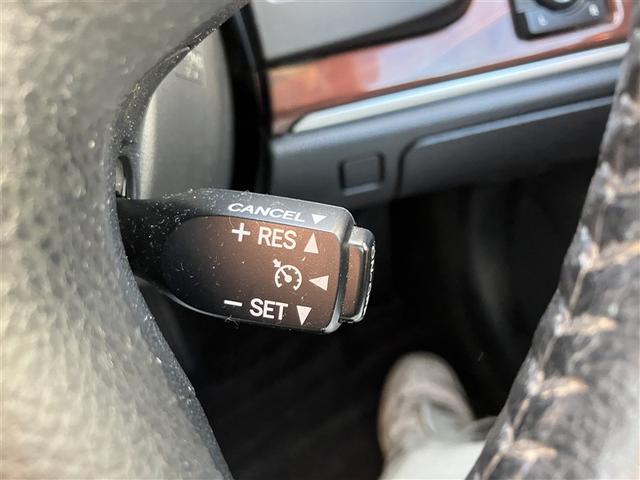 CANCEL ▼
+ RES ▲
◀
− SET ▼